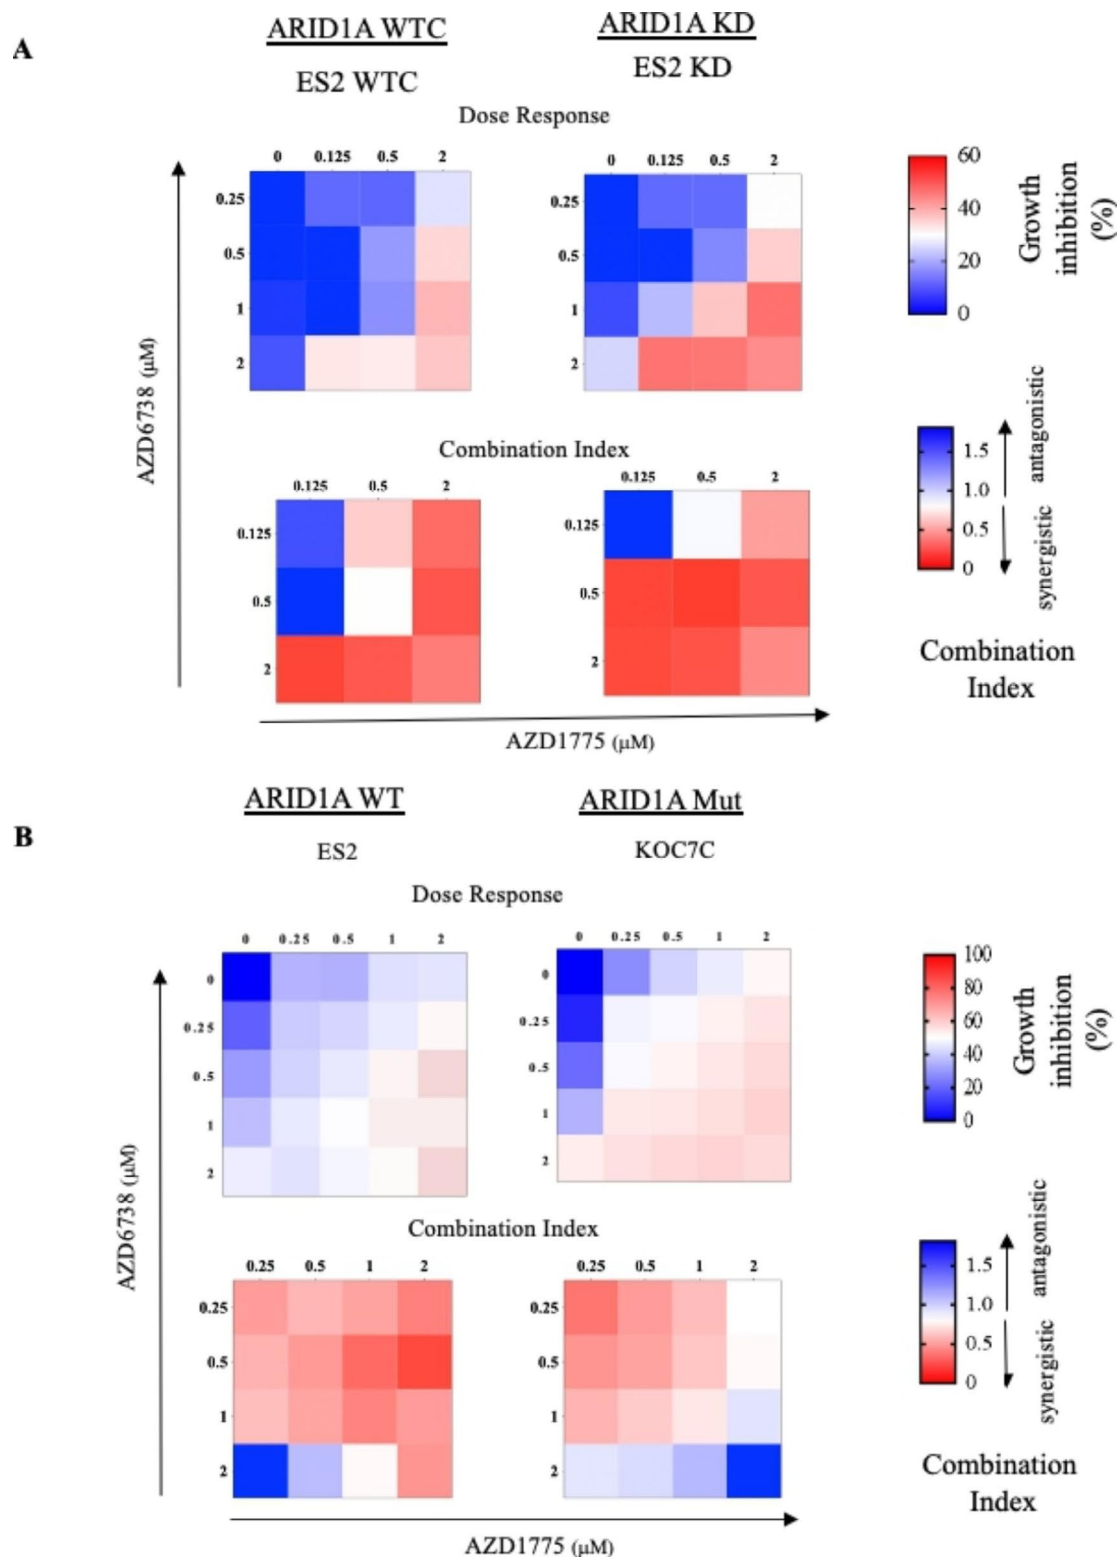 A
ARID1A WTC
ARID1A KD
ES2 WTC
ES2 KD
Dose Response
0 0.125 0.5 2
0 0.125 0.5 2
0.25
0.5
1
2
0.25
0.5
1
2
60
40
20
0
Growth
inhibition
(%)
AZD6738 (μM)
Combination Index
0.125 0.5 2
0.125 0.5 2
0.125
0.5
2
0.125
0.5
2
1.5
1.0
0.5
0
antagonistic
synergistic
Combination
Index
AZD1775 (μM)
B
ARID1A WT
ARID1A Mut
ES2
KOC7C
Dose Response
0 0.25 0.5 1 2
0 0.25 0.5 1 2
0
0.25
0.5
1
2
0
0.25
0.5
1
2
100
80
60
40
20
0
Growth
inhibition
(%)
AZD6738 (μM)
Combination Index
0.25 0.5 1 2
0.25 0.5 1 2
0.25
0.5
1
2
0.25
0.5
1
2
1.5
1.0
0.5
0
antagonistic
synergistic
Combination
Index
AZD1775 (μM)